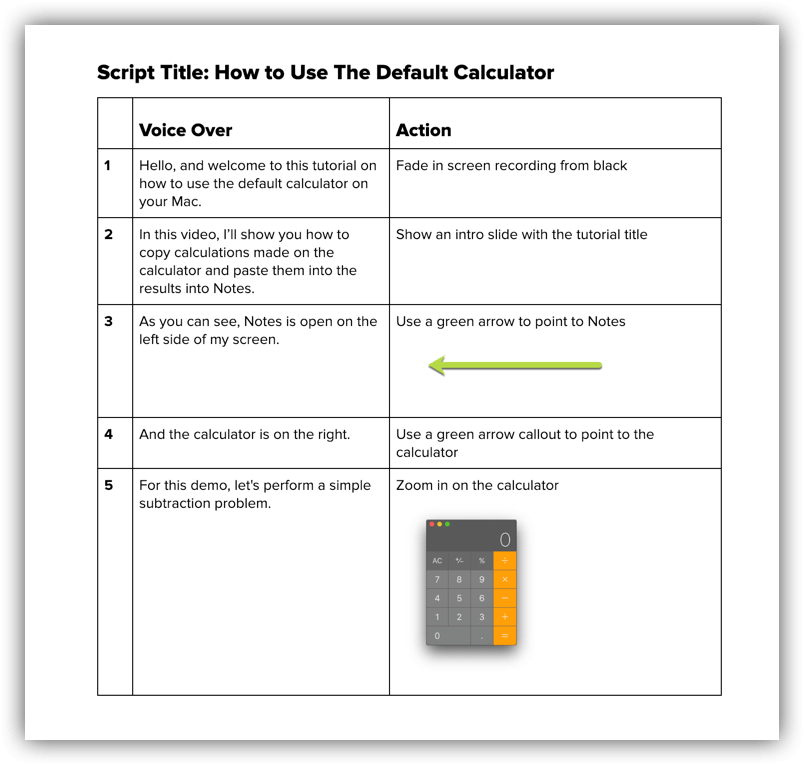 Script Title: How to Use The Default Calculator
Voice Over
Action
1
Hello, and welcome to this tutorial on
how to use the default calculator on
your Mac.
Fade in screen recording from black
2
In this video, I'll show you how to
copy calculations made on the
calculator and paste them into the
results into Notes.
Show an intro slide with the tutorial title
3
As you can see, Notes is open on the
left side of my screen.
Use a green arrow to point to Notes
4
And the calculator is on the right.
Use a green arrow callout to point to the
calculator
5
For this demo, let's perform a simple
subtraction problem.
Zoom in on the calculator
0
AC +/- % ÷
7 8 9 ×
4 5 6 −
1 2 3 +
0 . =